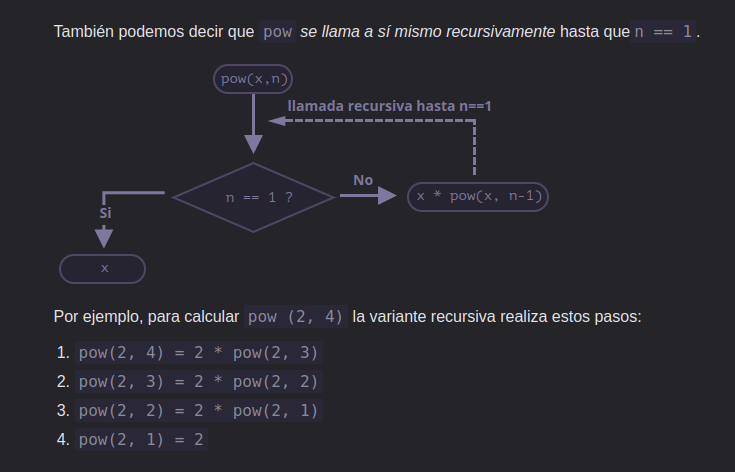 También podemos decir que pow se llama a sí mismo recursivamente hasta que n == 1.
pow(x,n)
llamada recursiva hasta n==1
n == 1 ?
No
x * pow(x, n-1)
Si
x
Por ejemplo, para calcular pow (2, 4) la variante recursiva realiza estos pasos:
1. pow(2, 4) = 2 * pow(2, 3)
2. pow(2, 3) = 2 * pow(2, 2)
3. pow(2, 2) = 2 * pow(2, 1)
4. pow(2, 1) = 2